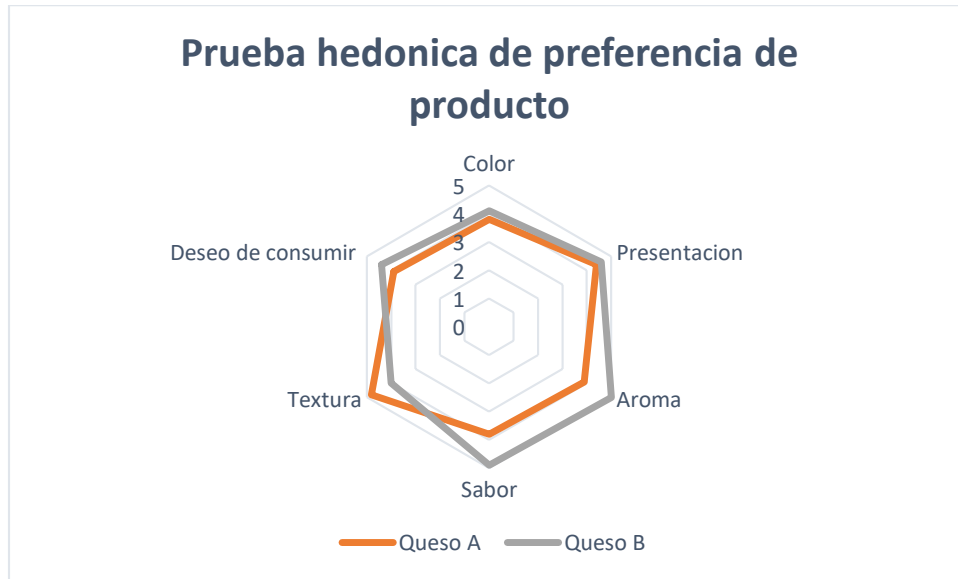 Prueba hedonica de preferencia de
producto
Color
5
4
3
2
1
0
Presentacion
Aroma
Sabor
Textura
Deseo de consumir
Queso A
Queso B